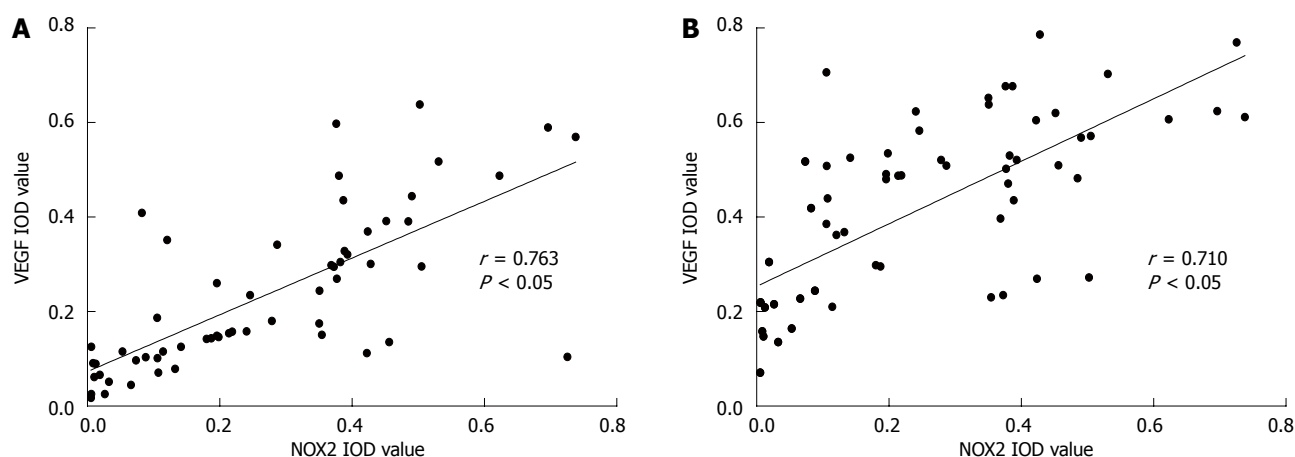 A
0.8
0.6
0.4
0.2
0.0
VEGF IOD value
r = 0.763
P < 0.05
0.0 0.2 0.4 0.6 0.8
NOX2 IOD value
B
0.8
0.6
0.4
0.2
0.0
VEGF IOD value
r = 0.710
P < 0.05
0.0 0.2 0.4 0.6 0.8
NOX2 IOD value